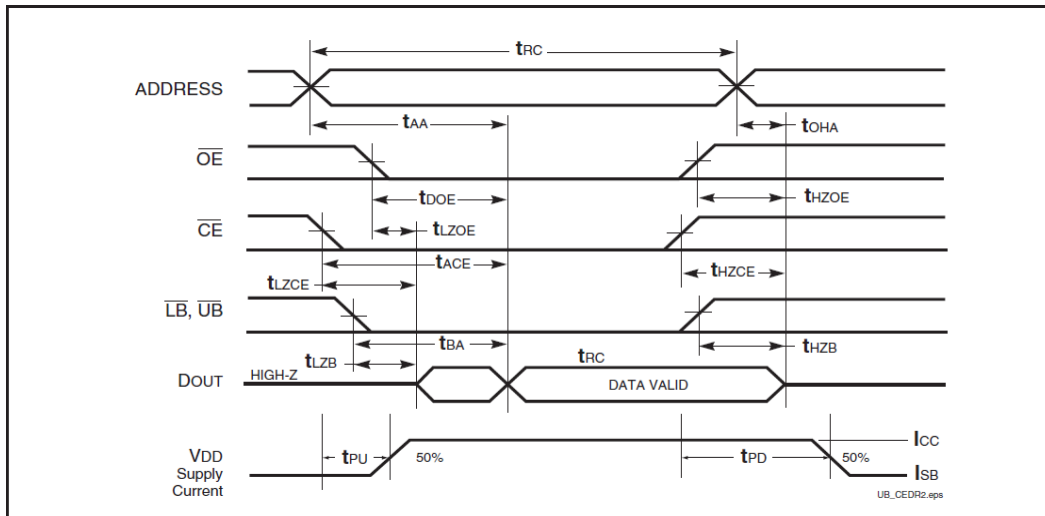 tRC
ADDRESS
tAA
tOHA
OE
tDOE
tHZOE
CE
tLZOE
tACE
tHZCE
tLZCE
LB, UB
tBA
tHZB
tLZB
tRC
DOUT
HIGH-Z
DATA VALID
ICC
VDD
Supply
Current
tPU
50%
tPD
50%
ISB
UB_CEDR2.eps